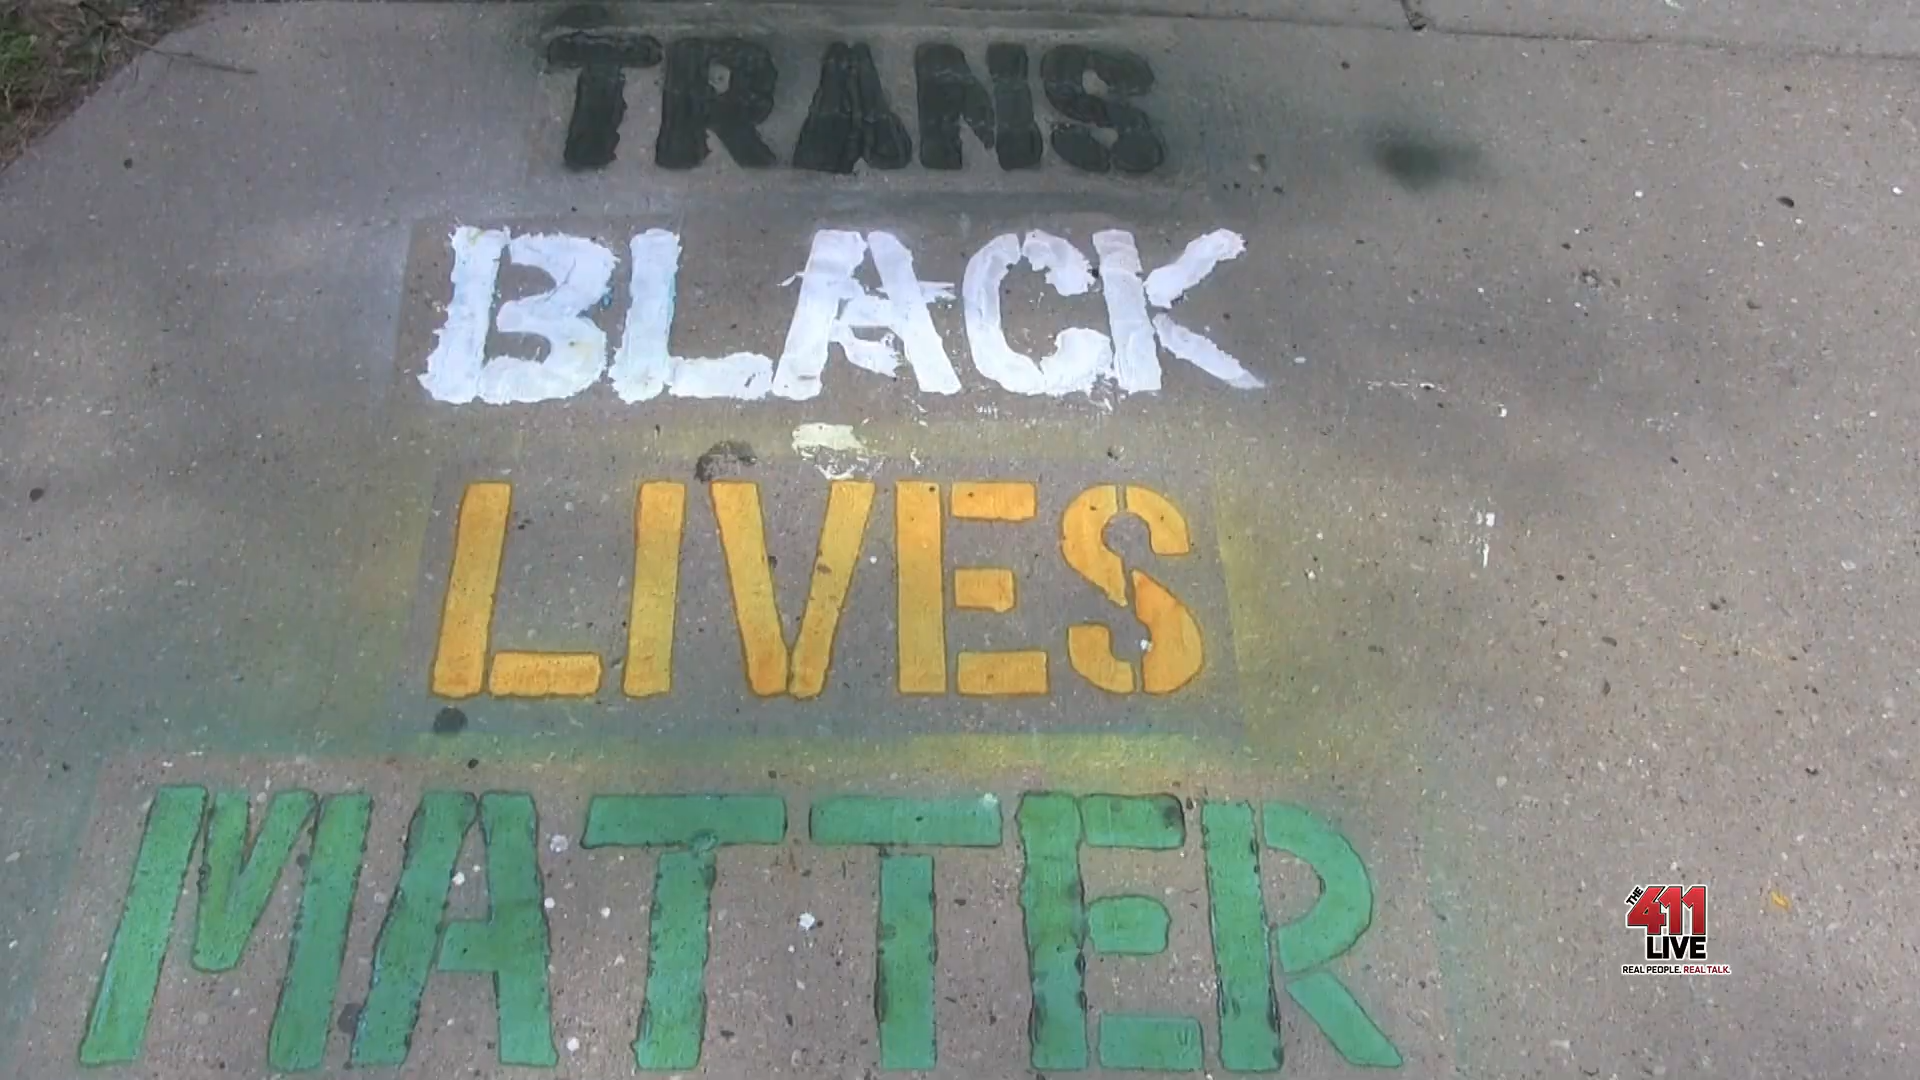 TRANS
BLACK
LIVES
MATTER
THE
411
LIVE
REAL PEOPLE. REAL TALK.